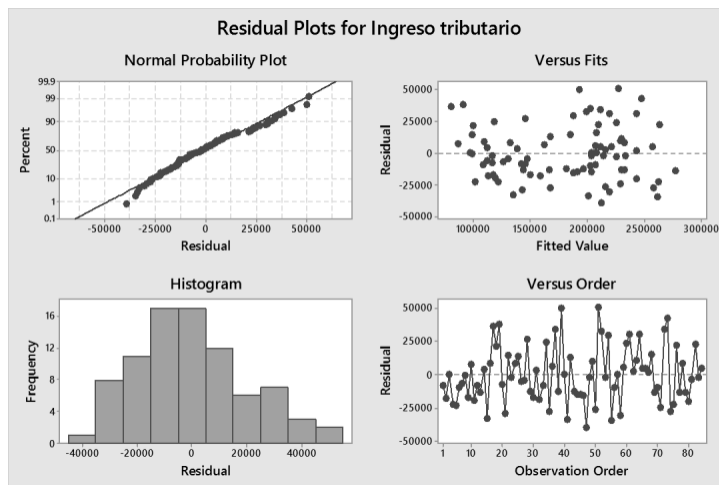 Residual Plots for Ingreso tributario
Normal Probability Plot
99.9
99
90
50
10
1
0.1
Percent
-50000 -25000 0 25000 50000
Residual
Versus Fits
50000
25000
0
-25000
-50000
Residual
100000 150000 200000 250000 300000
Fitted Value
Histogram
16
12
8
4
0
Frequency
-40000 -20000 0 20000 40000
Residual
Versus Order
50000
25000
0
-25000
-50000
Residual
1 10 20 30 40 50 60 70 80
Observation Order